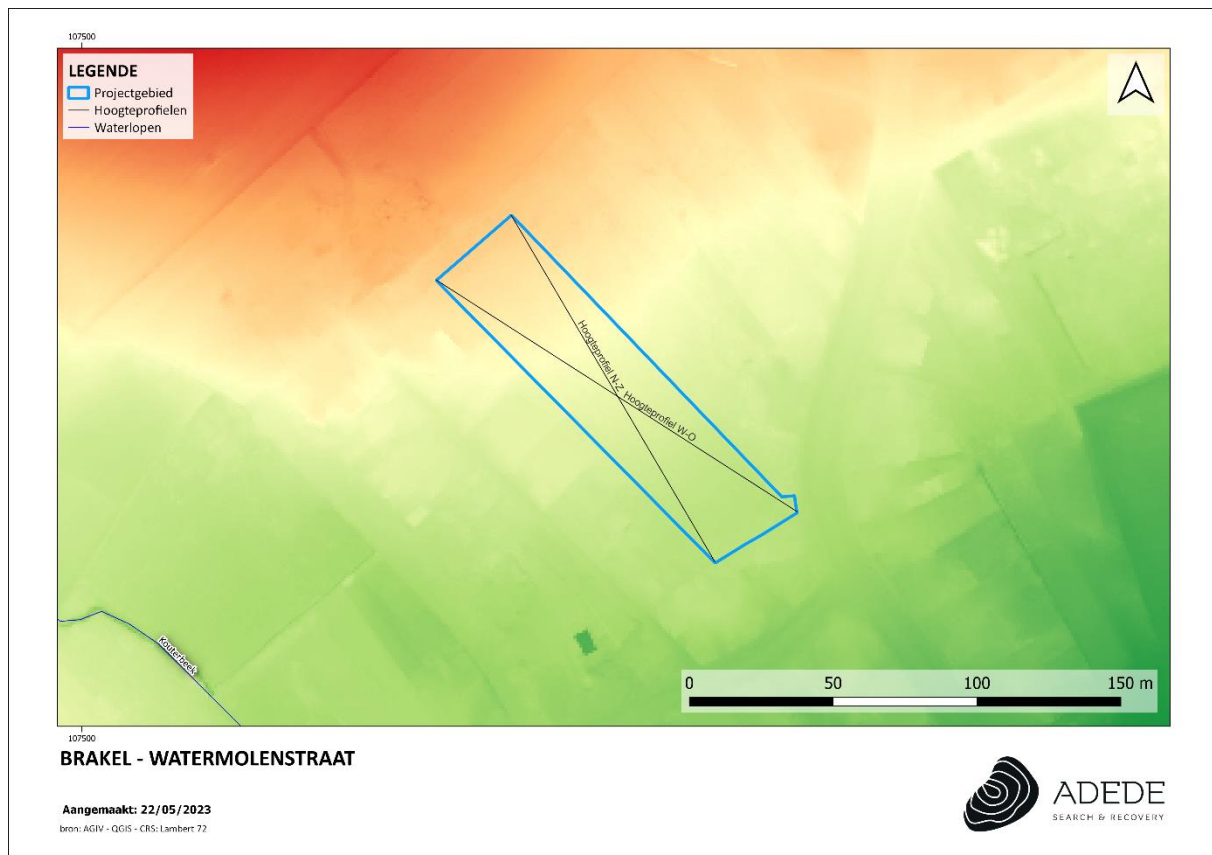 107500
LEGENDE
Projectgebied
Hoogteprofielen
Waterlopen
Hoogteprofiel N-Z
Hoogteprofiel W-O
Kouterbeek
0 50 100 150 m
107500
BRAKEL - WATERMOLENSTRAAT
Aangemaakt: 22/05/2023
bron: AGIV - QGIS - CRS: Lambert 72
ADEDE
SEARCH & RECOVERY